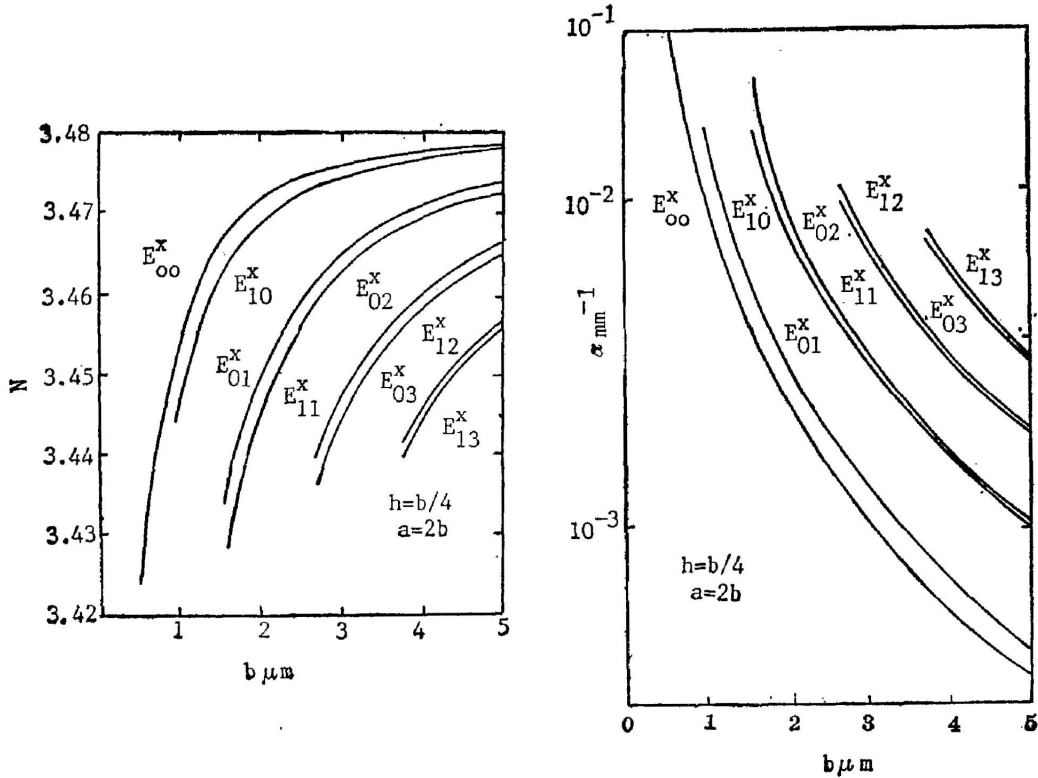 3.48
3.47
3.46
3.45
3.44
3.43
3.42
N
E^x_00
E^x_10
E^x_01
E^x_11
E^x_02
E^x_12
E^x_03
E^x_13
h=b/4
a=2b
1 2 3 4 5
b μm
10^-1
10^-2
10^-3
α mm^-1
E^x_00
E^x_10
E^x_01
E^x_02
E^x_11
E^x_12
E^x_03
E^x_13
h=b/4
a=2b
0 1 2 3 4 5
b μm